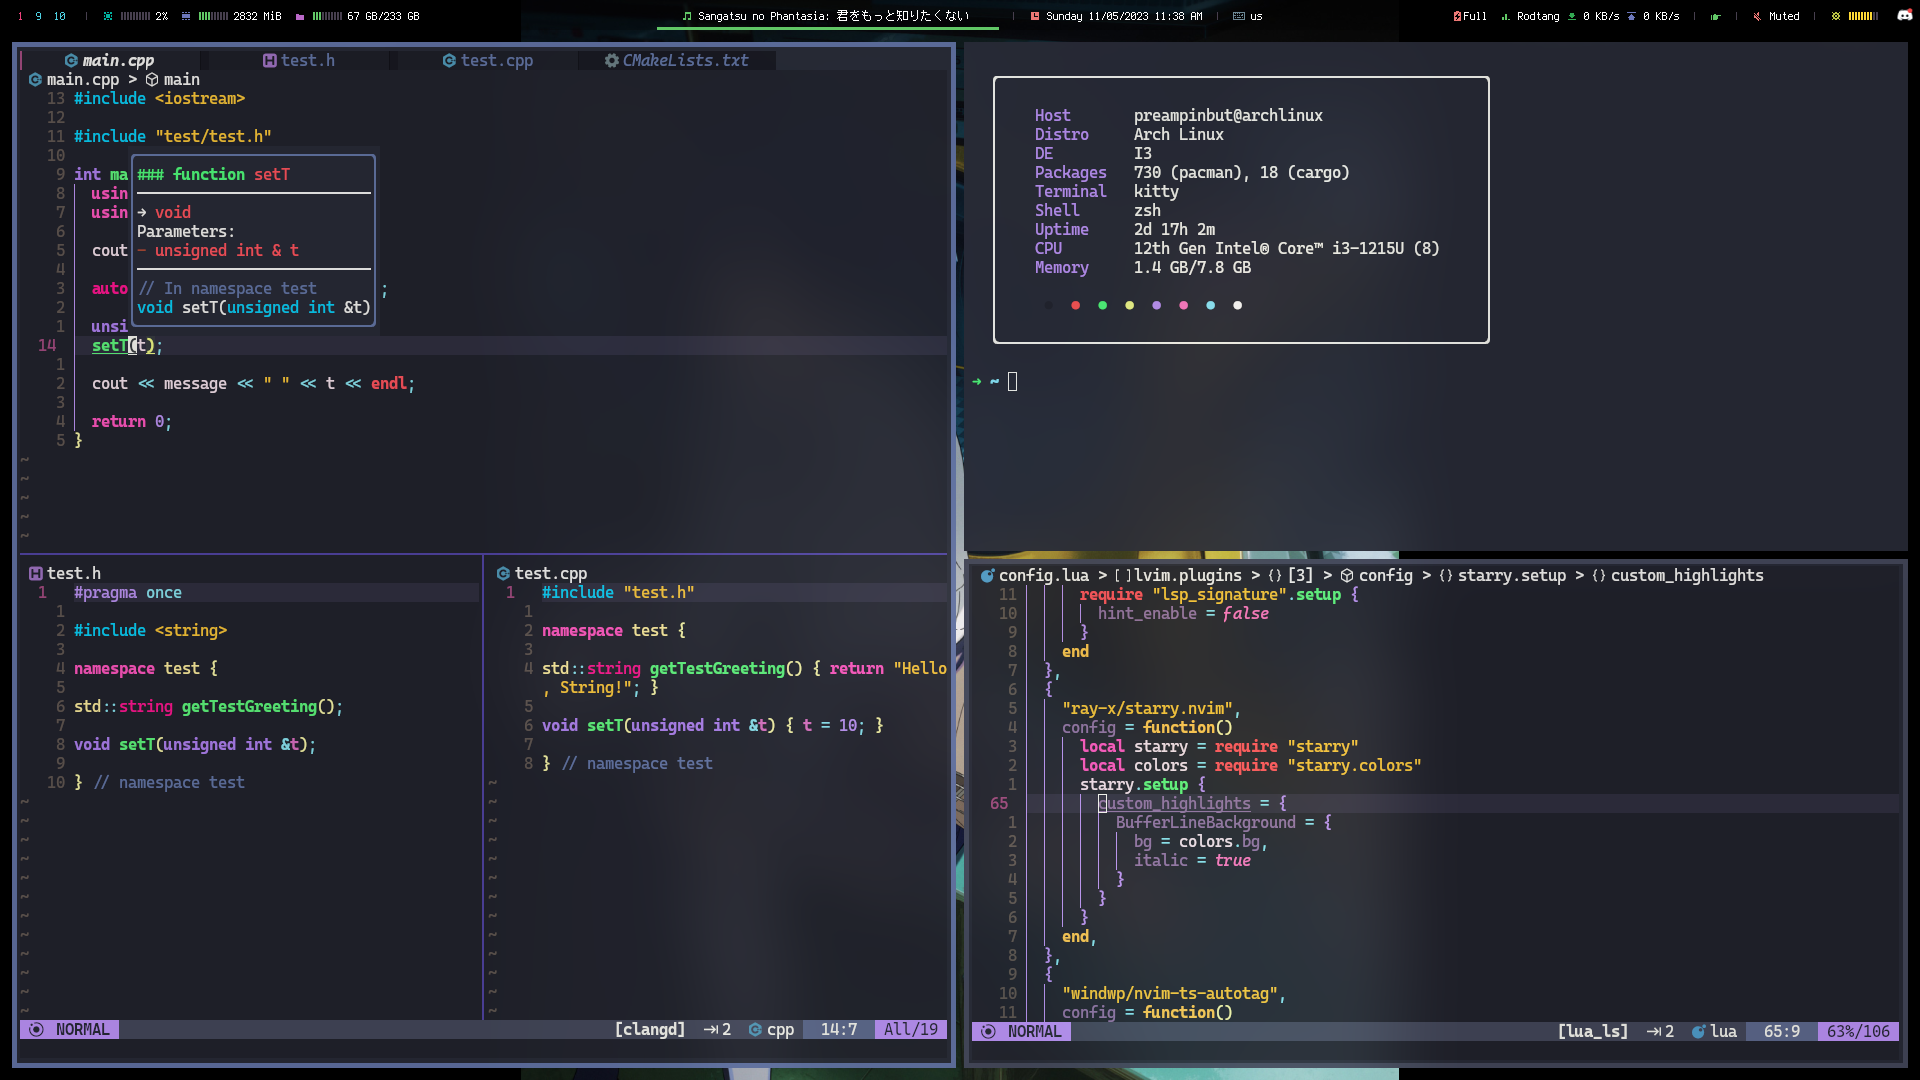 1 9 10 2% 2832 MiB 67 GB/233 GB
Sangatsu no Phantasia: 君をもっと知りたくない
Sunday 11/05/2023 11:38 AM us
Full Rodtang 0 KB/s 0 KB/s Muted
main.cpp test.h test.cpp CMakeLists.txt
main.cpp > main
13 #include <iostream>
12
11 #include "test/test.h"
10
9 int ma
8 usin
7 usin
6
5 cout
4
3 auto ;
2
1 unsi
### function setT
→ void
Parameters:
- unsigned int & t
// In namespace test
void setT(unsigned int &t)
14 setT(t);
1
2 cout << message << " " << t << endl;
3
4 return 0;
5 }
~
~
~
~
~
test.h
1 #pragma once
1
2 #include <string>
3
4 namespace test {
5
6 std::string getTestGreeting();
7
8 void setT(unsigned int &t);
9
10 } // namespace test
~
~
~
~
~
~
~
~
~
~
~
~
test.cpp
1 #include "test.h"
1
2 namespace test {
3
4 std::string getTestGreeting() { return "Hello
, String!"; }
5
6 void setT(unsigned int &t) { t = 10; }
7
8 } // namespace test
~
~
~
~
~
~
~
~
~
~
~
~
~
NORMAL [clangd] 2 cpp 14:7 All/19
Host preampinbut@archlinux
Distro Arch Linux
DE I3
Packages 730 (pacman), 18 (cargo)
Terminal kitty
Shell zsh
Uptime 2d 17h 2m
CPU 12th Gen Intel® Core™ i3-1215U (8)
Memory 1.4 GB/7.8 GB
→ ~
config.lua > []lvim.plugins > {} [3] > config > {} starry.setup > {} custom_highlights
11 require "lsp_signature".setup {
10 hint_enable = false
9 }
8 end
7 },
6 {
5 "ray-x/starry.nvim",
4 config = function()
3 local starry = require "starry"
2 local colors = require "starry.colors"
1 starry.setup {
65 custom_highlights = {
1 BufferLineBackground = {
2 bg = colors.bg,
3 italic = true
4 }
5 }
6 }
7 end,
8 },
9 {
10 "windwp/nvim-ts-autotag",
11 config = function()
NORMAL [lua_ls] 2 lua 65:9 63%/106